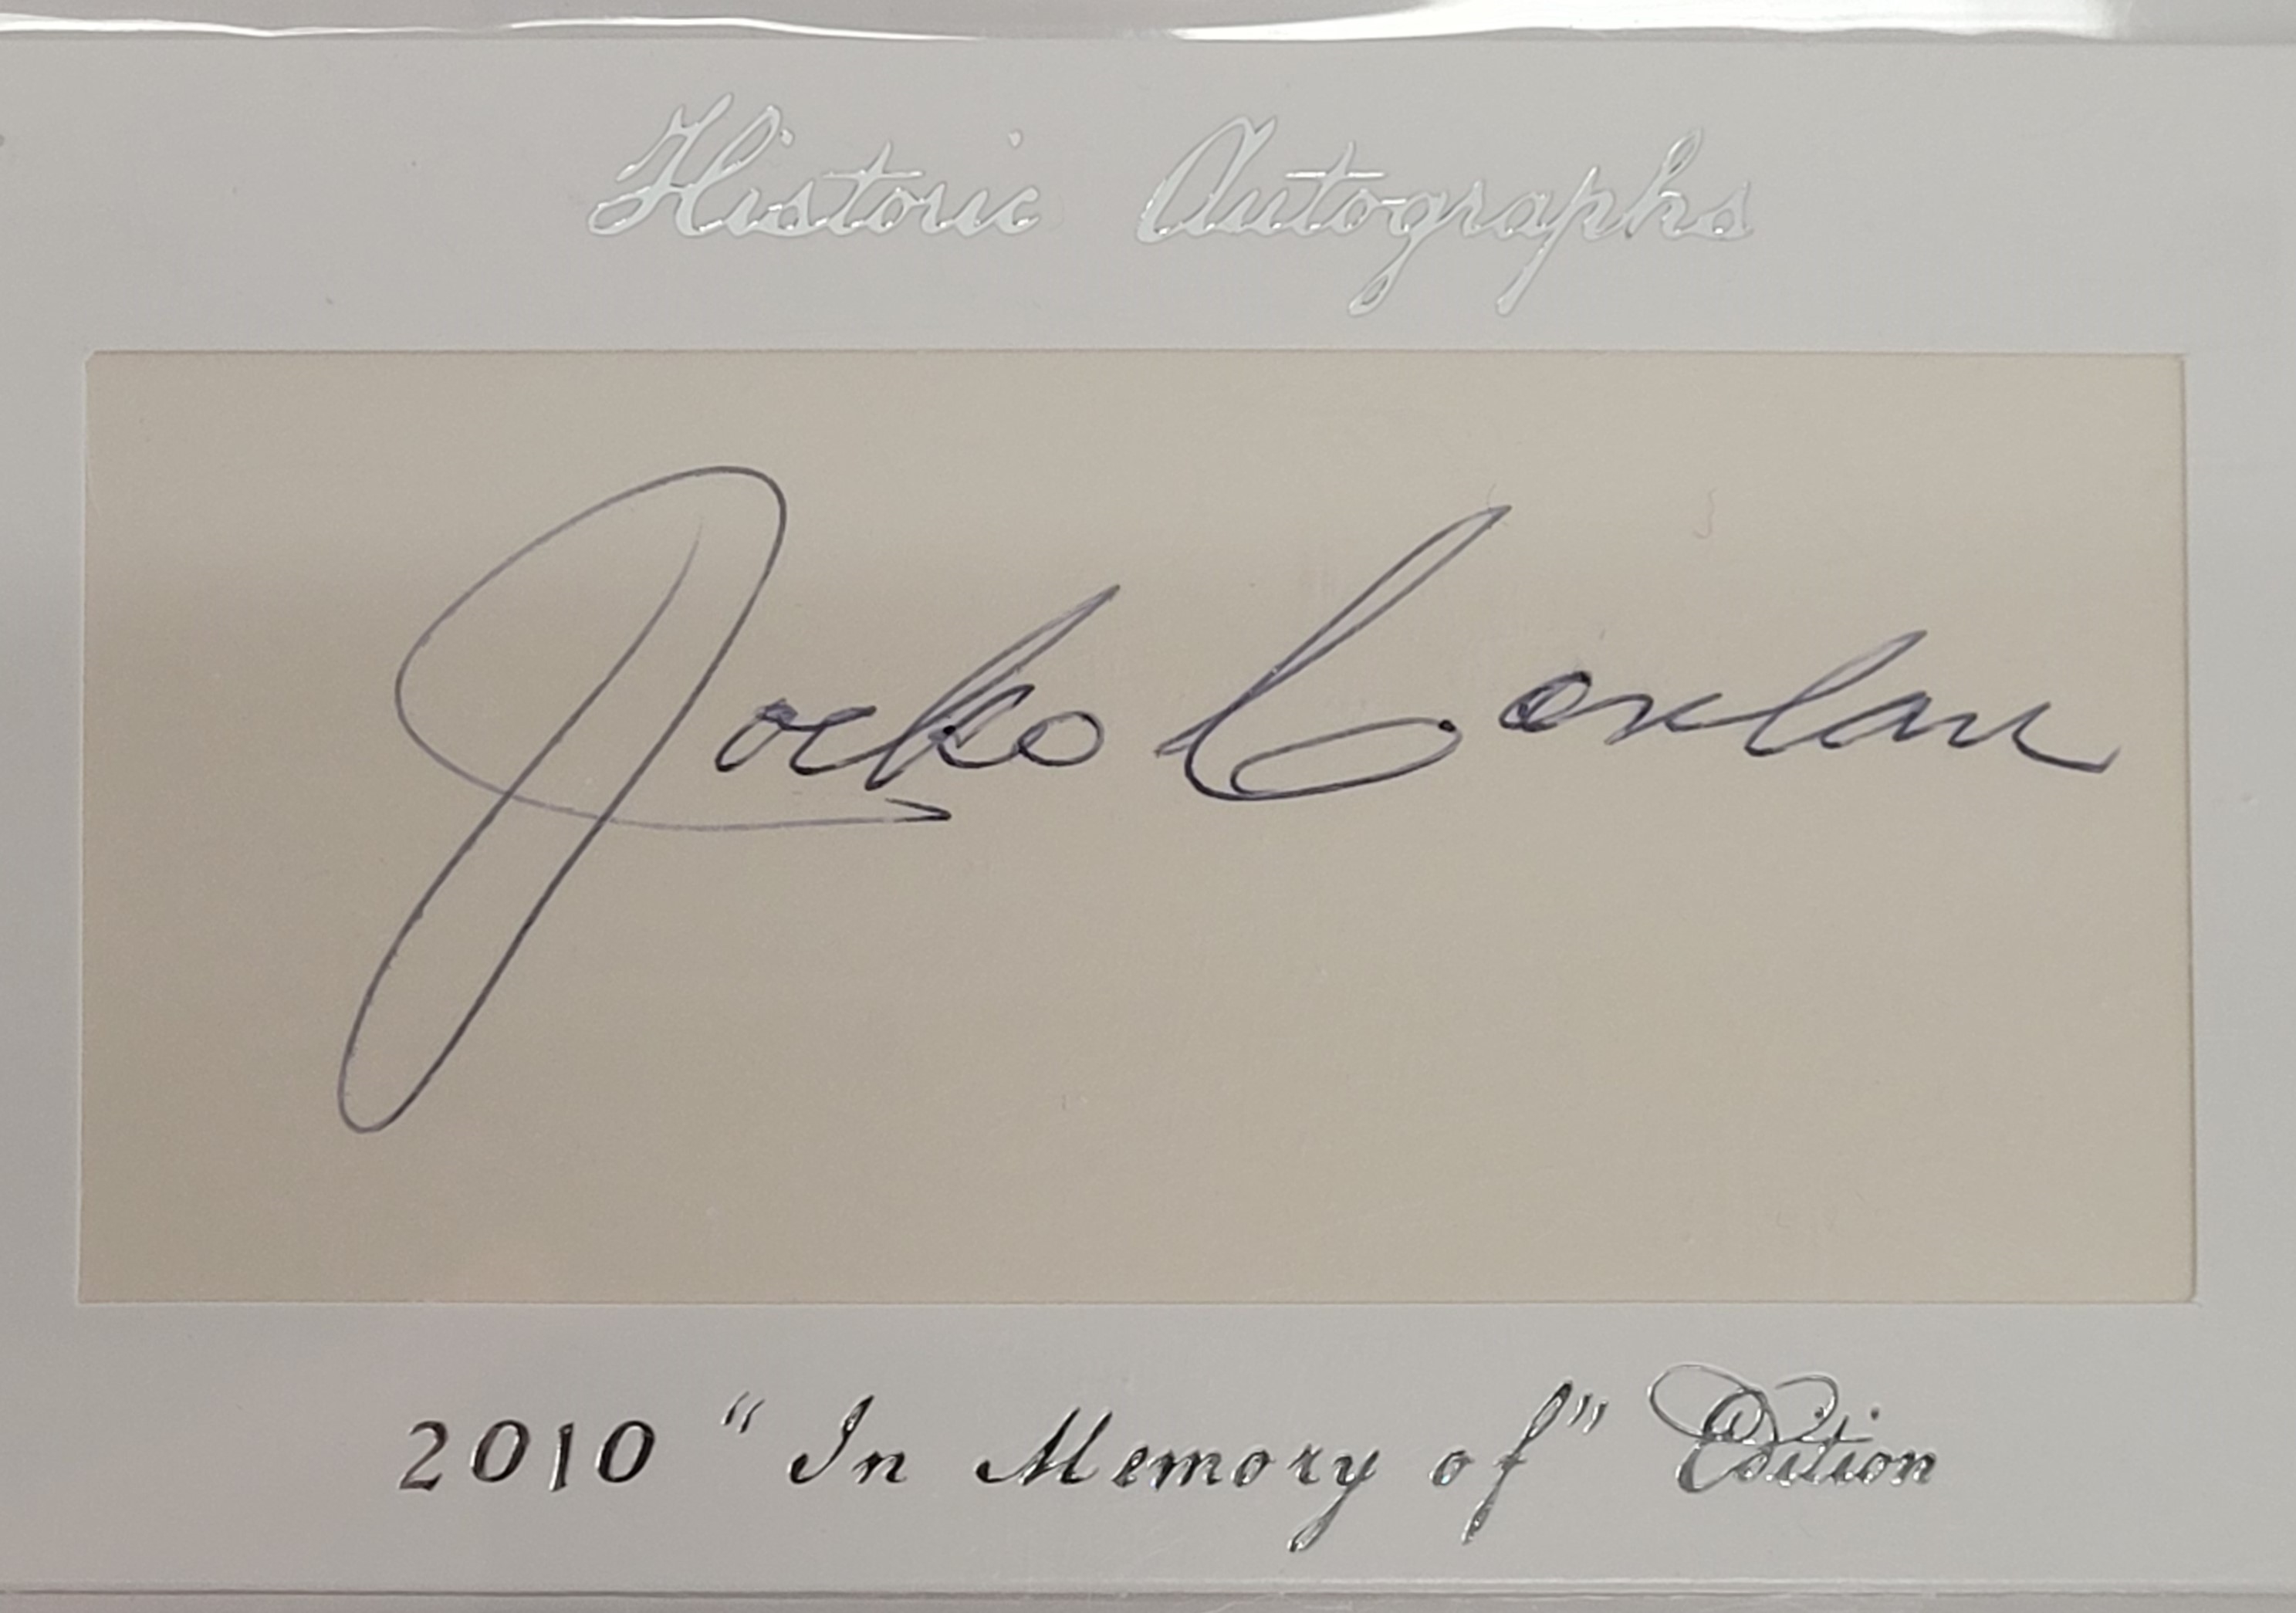 Historic Autographs
Jocko Conlan
2010 "In Memory of" Edition